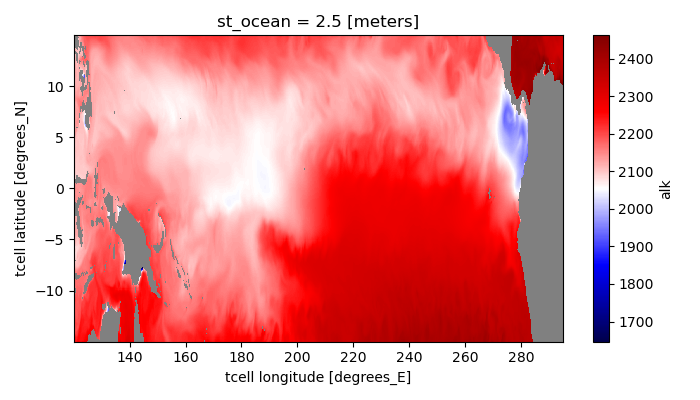 st_ocean = 2.5 [meters]
tcell latitude [degrees_N]
10
5
0
−5
−10
140 160 180 200 220 240 260 280
tcell longitude [degrees_E]
2400
2300
2200
2100
2000
1900
1800
1700
alk